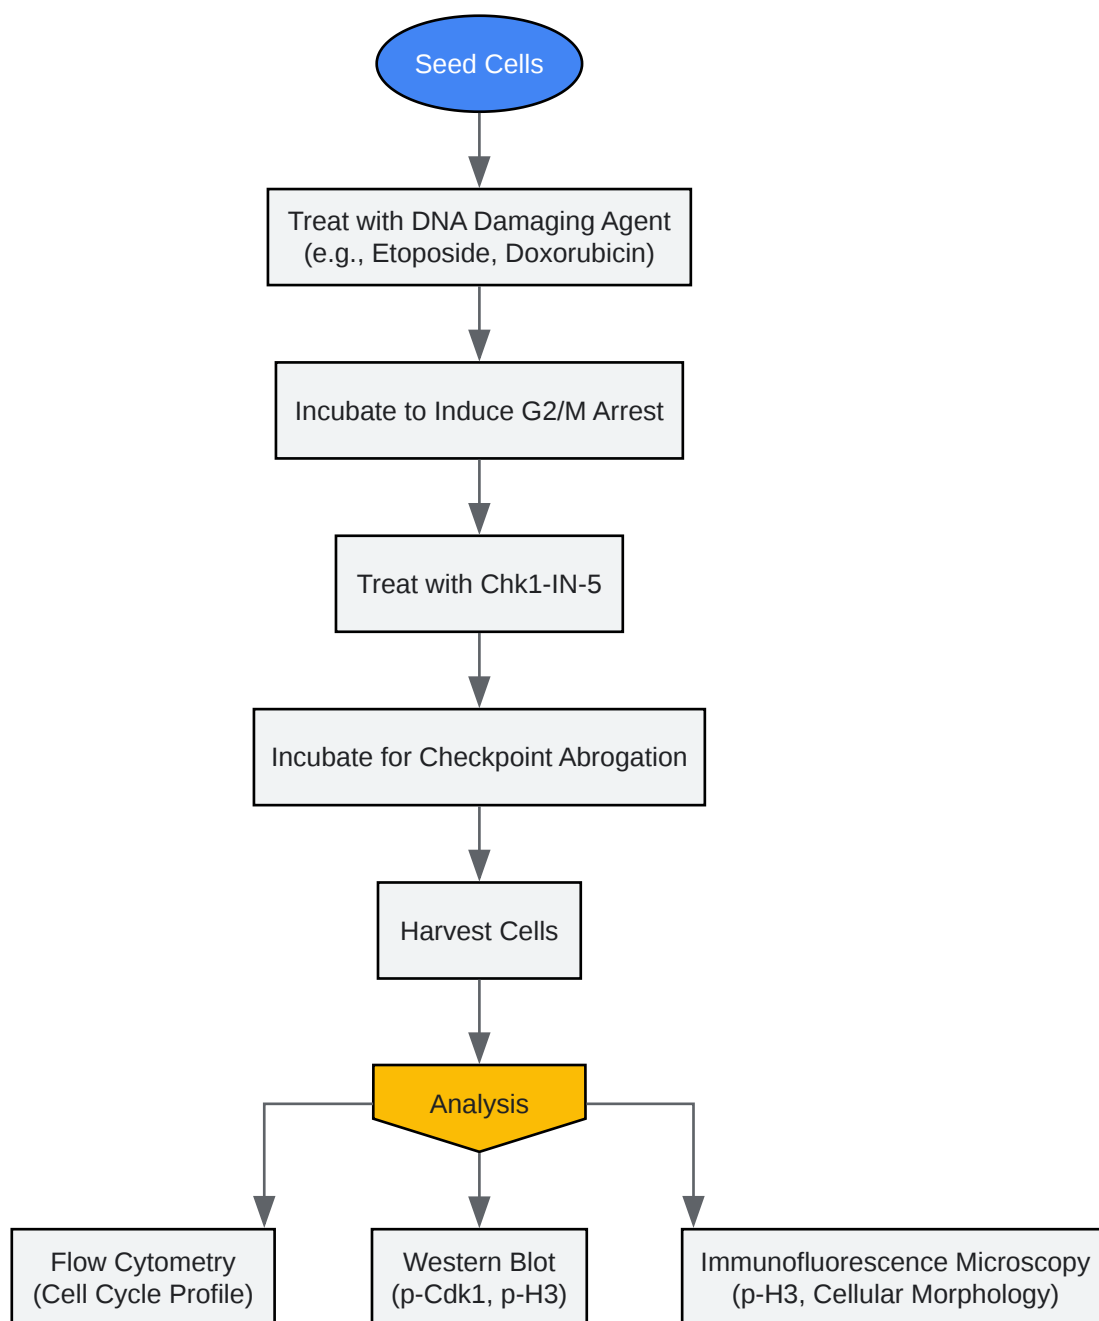 Seed Cells
Treat with DNA Damaging Agent
(e.g., Etoposide, Doxorubicin)
Incubate to Induce G2/M Arrest
Treat with Chk1-IN-5
Incubate for Checkpoint Abrogation
Harvest Cells
Analysis
Flow Cytometry
(Cell Cycle Profile)
Western Blot
(p-Cdk1, p-H3)
Immunofluorescence Microscopy
(p-H3, Cellular Morphology)